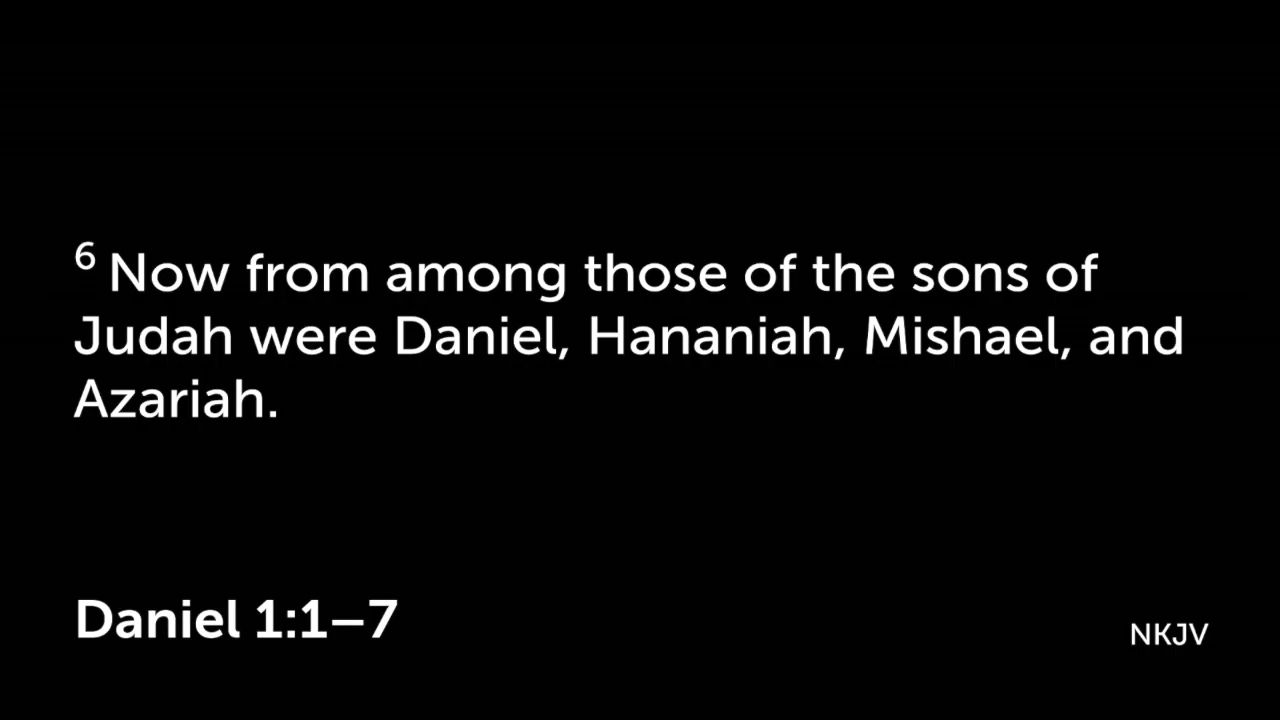 6 Now from among those of the sons of
Judah were Daniel, Hananiah, Mishael, and
Azariah.
Daniel 1:1–7
NKJV